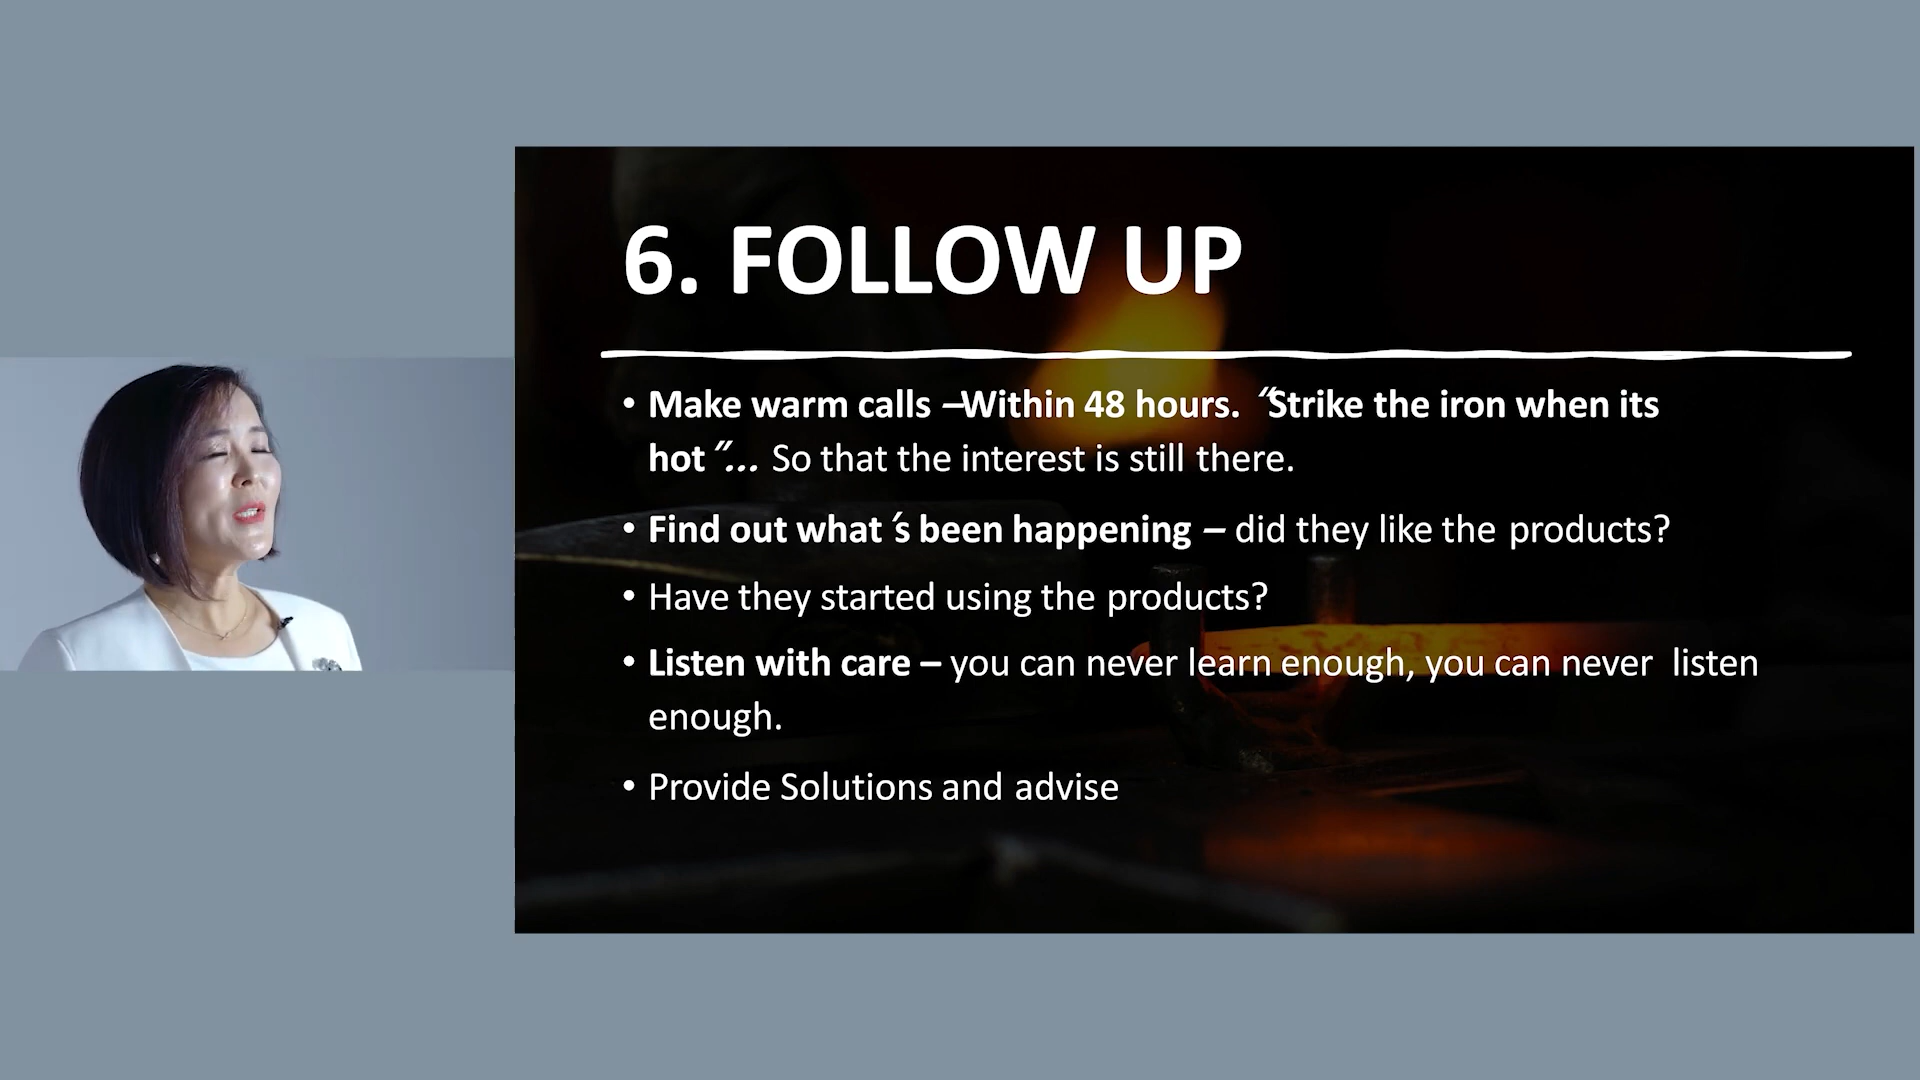 6. FOLLOW UP
• Make warm calls –Within 48 hours. “Strike the iron when its
hot ”... So that the interest is still there.
• Find out what ´s been happening – did they like the products?
• Have they started using the products?
• Listen with care – you can never learn enough, you can never listen
enough.
• Provide Solutions and advise